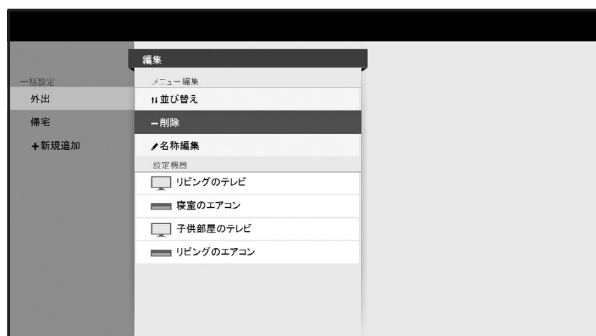 一括設定
外出
帰宅
+新規追加
編集
メニュー編集
↑↓並び替え
−削除
名称編集
設定機器
リビングのテレビ
寝室のエアコン
子供部屋のテレビ
リビングのエアコン